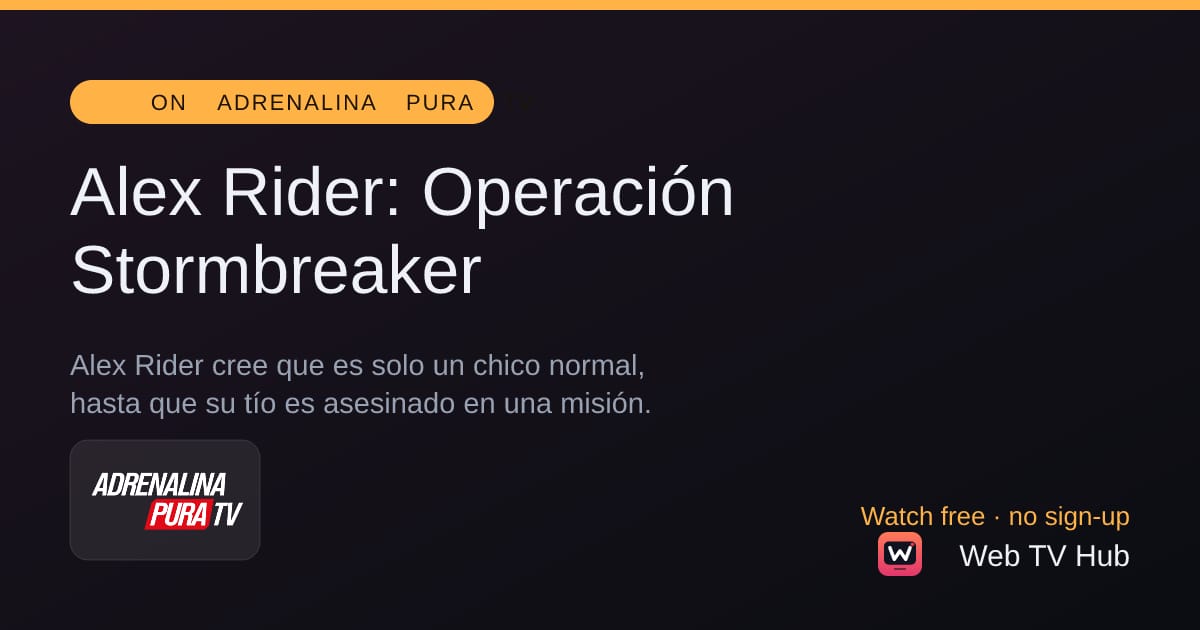 ON ADRENALINA PURA
Alex Rider: Operación
Stormbreaker
Alex Rider cree que es solo un chico normal,
hasta que su tío es asesinado en una misión.
ADRENALINA
PURA TV
Watch free · no sign-up
W
Web TV Hub